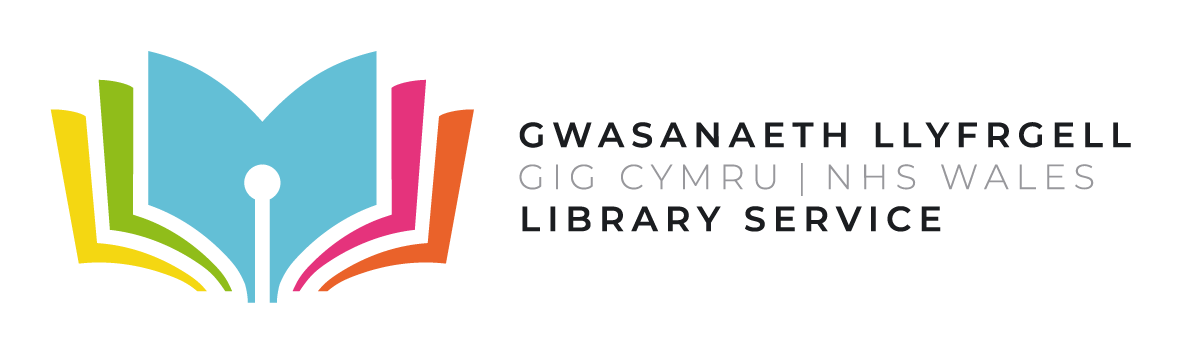 GWASANAETH LLYFRGELL
GIG CYMRU | NHS WALES
LIBRARY SERVICE